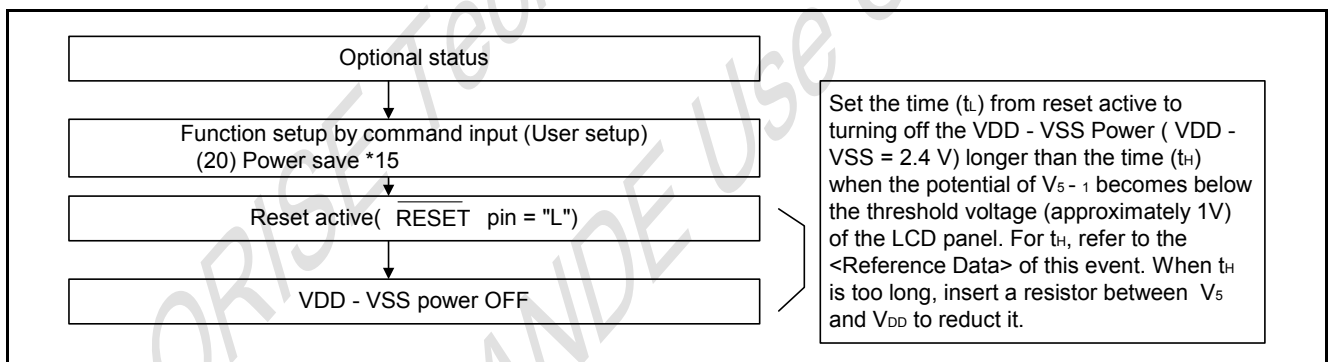 Optional status
Function setup by command input (User setup)
(20) Power save *15
Reset active( RESET pin = "L")
VDD - VSS power OFF
Set the time (tL) from reset active to
turning off the VDD - VSS Power ( VDD -
VSS = 2.4 V) longer than the time (tH)
when the potential of V5 - 1 becomes below
the threshold voltage (approximately 1V)
of the LCD panel. For tH, refer to the
<Reference Data> of this event. When tH
is too long, insert a resistor between V5
and VDD to reduct it.
ORISE Tec
ANDE Use